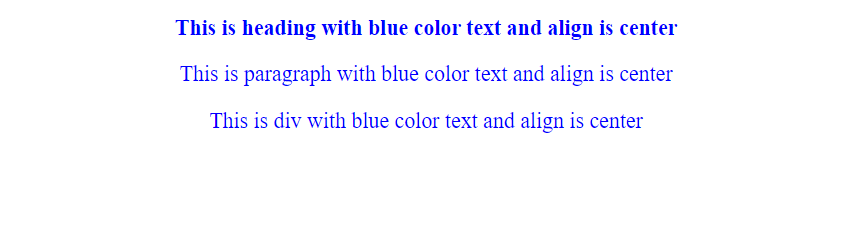 This is heading with blue color text and align is center
This is paragraph with blue color text and align is center
This is div with blue color text and align is center